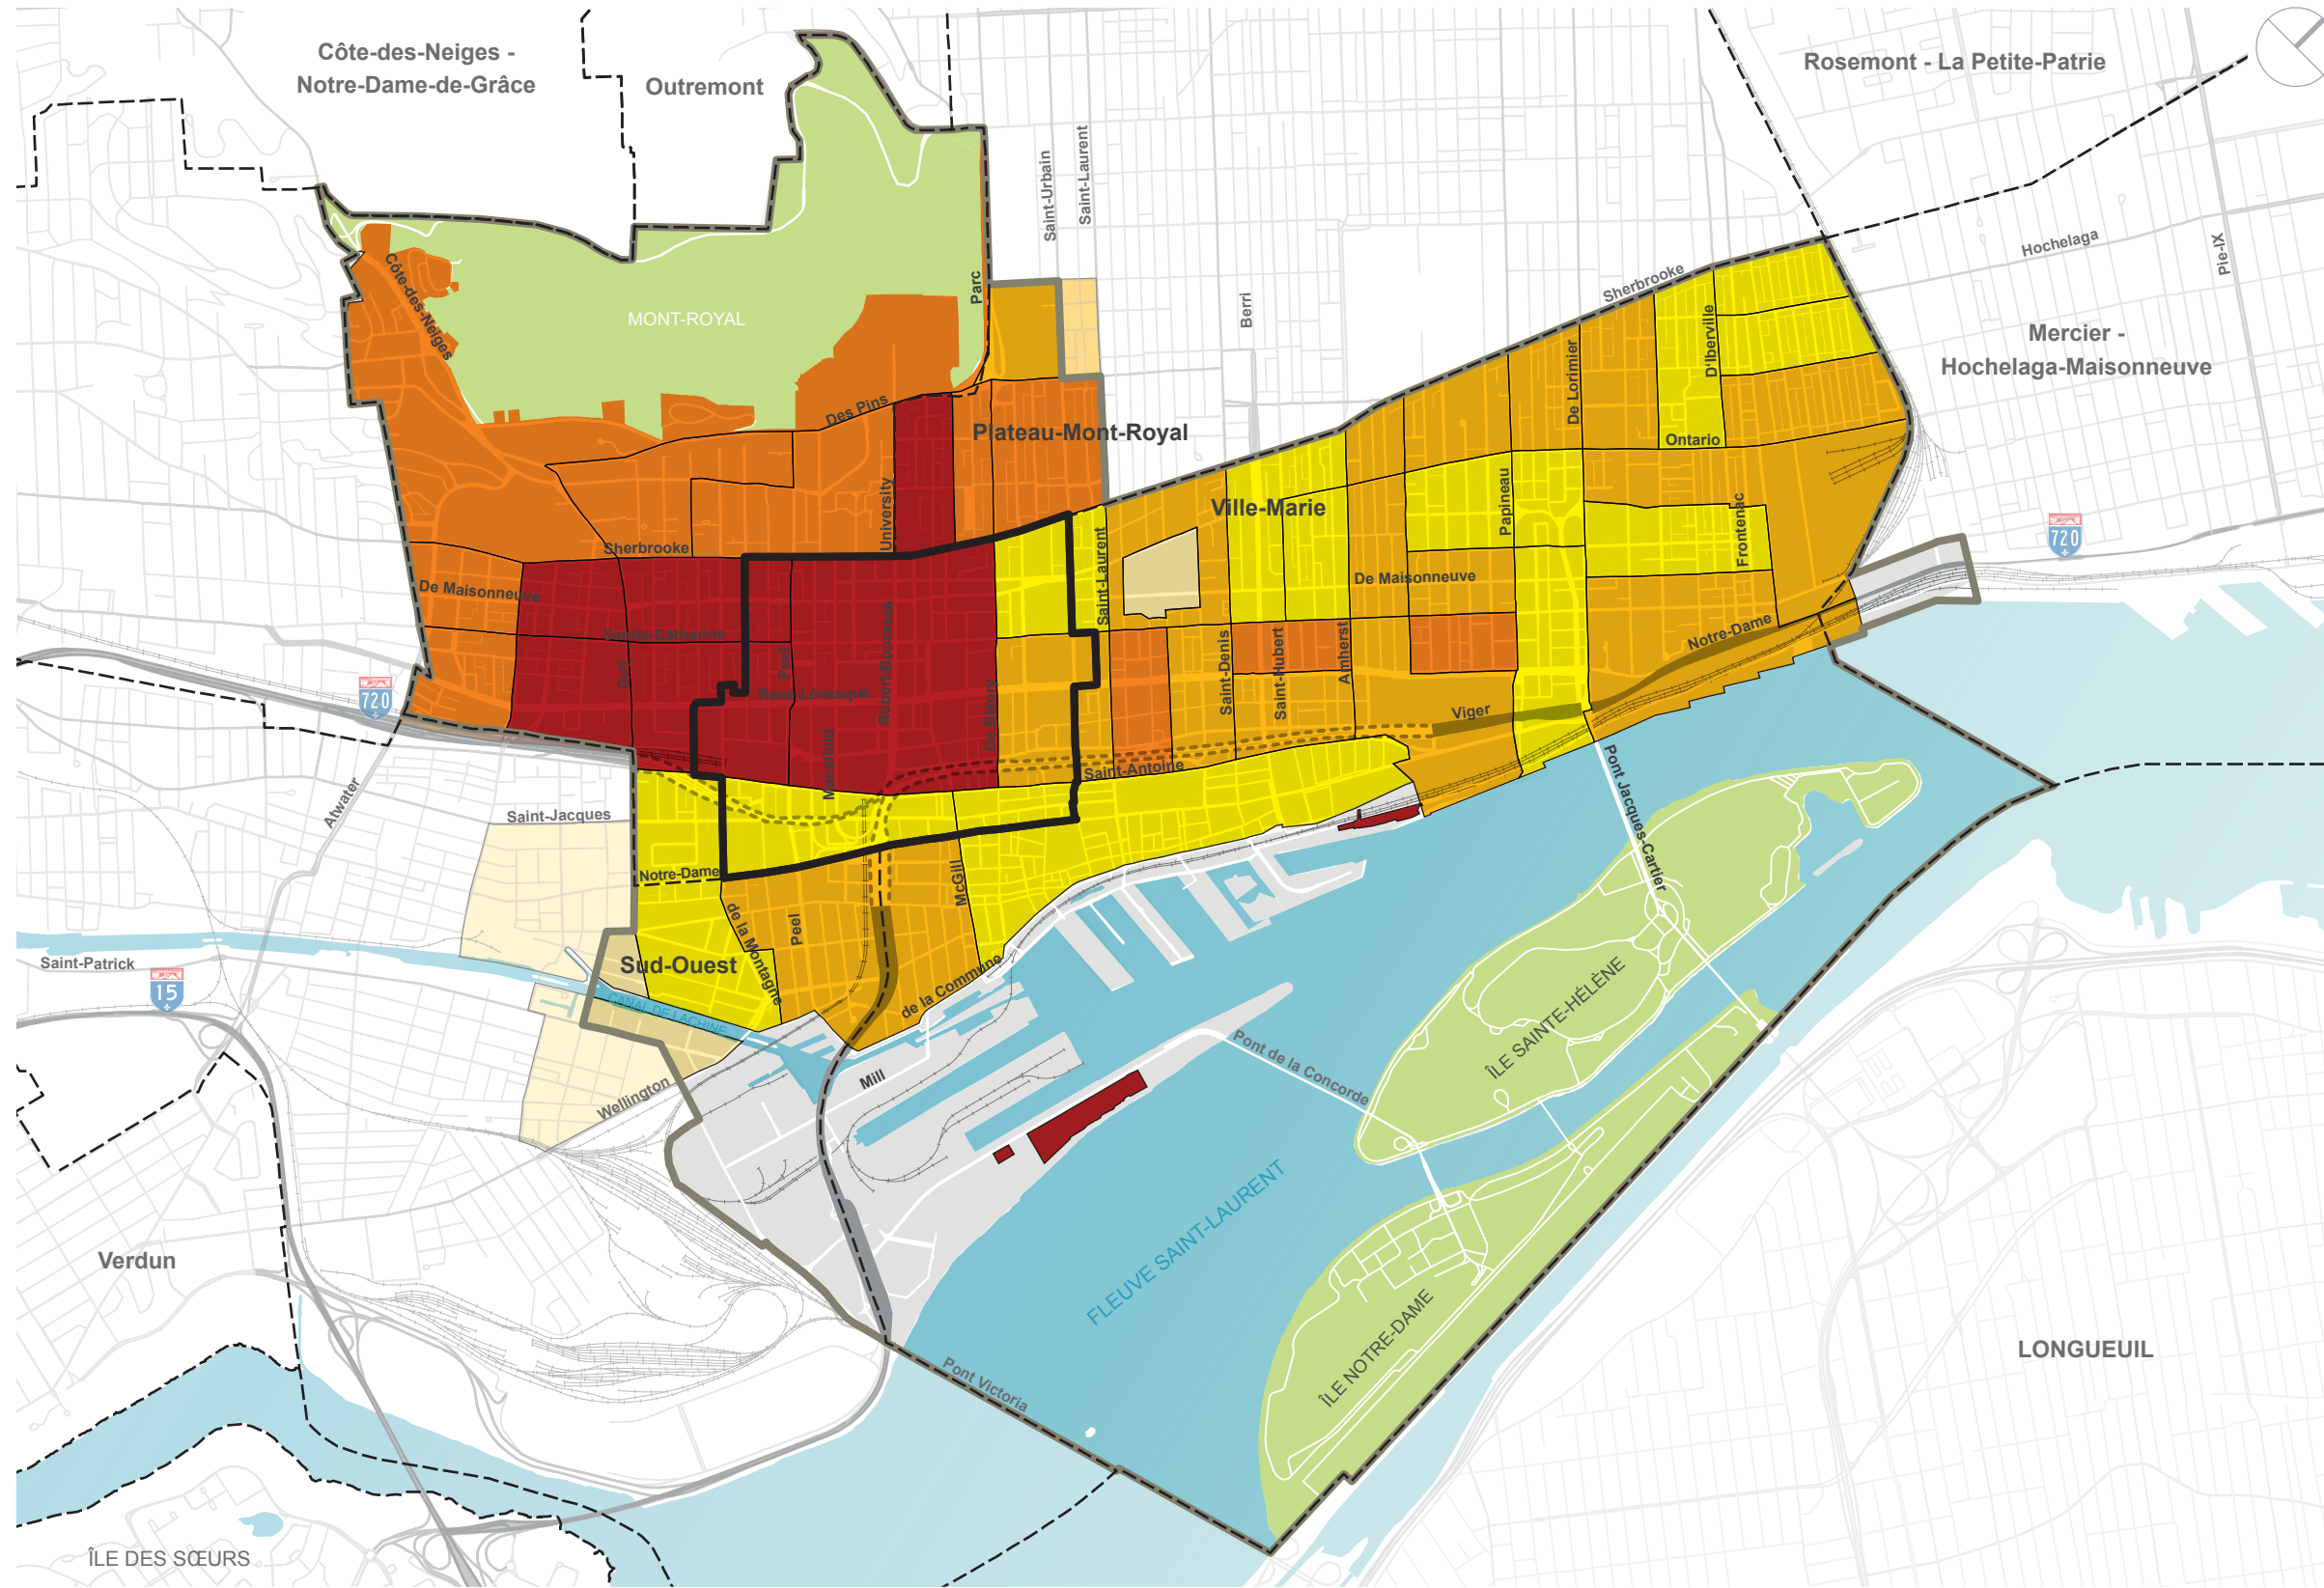 Côte-des-Neiges -
Notre-Dame-de-Grâce
Outremont
Rosemont - La Petite-Patrie
Saint-Urbain
Saint-Laurent
Hochelaga
Pie-IX
Côte-des-Neiges
Parc
Berri
Sherbrooke
MONT-ROYAL
D'Iberville
Mercier -
Hochelaga-Maisonneuve
De Lorimier
Des Pins
Plateau-Mont-Royal
Ontario
University
Ville-Marie
Papineau
Frontenac
Sherbrooke
Saint-Laurent
720
De Maisonneuve
De Maisonneuve
Sainte-Catherine
Guy
Peel
Robert-Bourassa
Saint-Denis
Saint-Hubert
Amherst
Notre-Dame
720
René-Lévesque
De Bleury
Viger
Mansfield
Saint-Antoine
Atwater
Saint-Jacques
Pont Jacques-Cartier
Notre-Dame
McGill
de la Montagne
Peel
Saint-Patrick
15
Sud-Ouest
de la Commune
CANAL DE LACHINE
ÎLE SAINTE-HÉLÈNE
Wellington
Mill
Pont de la Concorde
Verdun
FLEUVE SAINT-LAURENT
ÎLE NOTRE-DAME
LONGUEUIL
Pont Victoria
ÎLE DES SŒURS